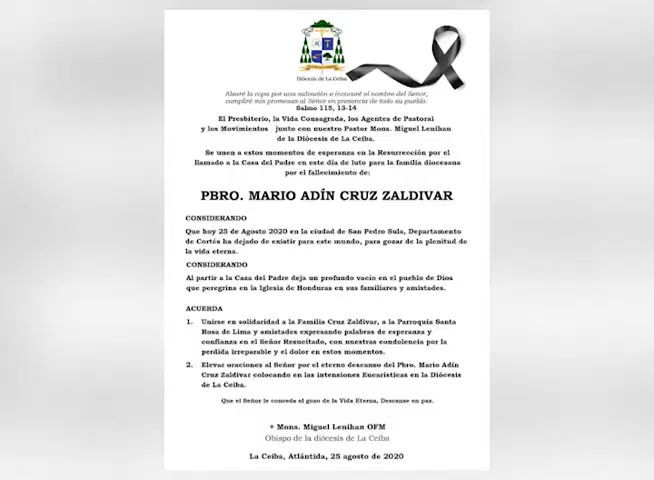 Diócesis de La Ceiba
Alzaré la copa por una salvación e invocaré el nombre del Señor,
cumpliré mis promesas al Señor en presencia de todo su pueblo.
Salmo 115, 13-14
El Presbiterio, la Vida Consagrada, los Agentes de Pastoral
y los Movimientos junto con nuestro Pastor Mons. Miguel Lenihan
de la Diócesis de La Ceiba.
Se unen a estos momentos de esperanza en la Resurrección por el
llamado a la Casa del Padre en este día de luto para la familia diocesana
por el fallecimiento de:
PBRO. MARIO ADÍN CRUZ ZALDIVAR
CONSIDERANDO
Que hoy 25 de Agosto 2020 en la ciudad de San Pedro Sula, Departamento
de Cortés ha dejado de existir para este mundo, para gozar de la plenitud de
la vida eterna.
CONSIDERANDO
Al partir a la Casa del Padre deja un profundo vacío en el pueblo de Dios
que peregrina en la Iglesia de Honduras en sus familiares y amistades.
ACUERDA
1. Unirse en solidaridad a la Familia Cruz Zaldivar, a la Parroquia Santa
Rosa de Lima y amistades expresando palabras de esperanza y
confianza en el Señor Resucitado, con nuestras condolencia por la
perdida irreparable y el dolor en estos momentos.
2. Elevar oraciones al Señor por el eterno descanso del Pbro. Mario Adín
Cruz Zaldivar colocando en las intensiones Eucarísticas en la Diócesis
de La Ceiba.
Que el Señor le conceda el gozo de la Vida Eterna, Descanse en paz.
+ Mons. Miguel Lenihan OFM
Obispo de la diócesis de La Ceiba
La Ceiba, Atlántida, 25 agosto de 2020